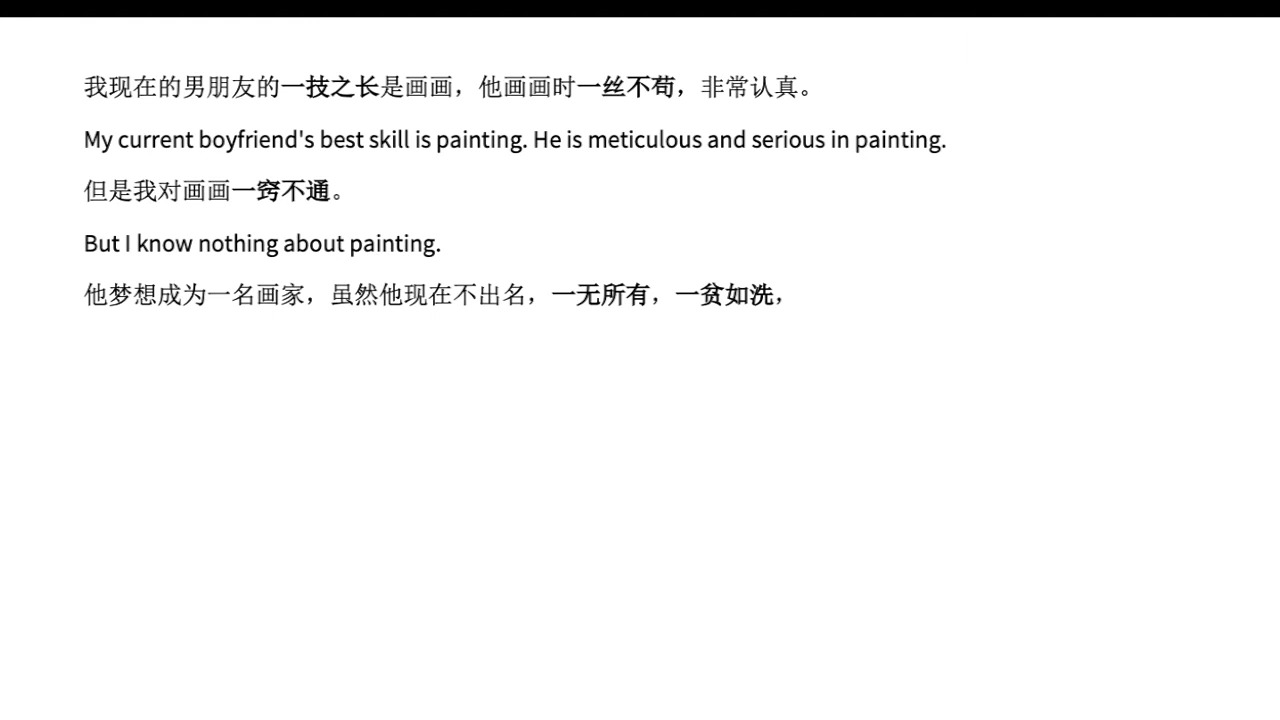 我现在的男朋友的一技之长是画画，他画画时一丝不苟，非常认真。
My current boyfriend's best skill is painting. He is meticulous and serious in painting.
但是我对画画一窍不通。
But I know nothing about painting.
他梦想成为一名画家，虽然他现在不出名，一无所有，一贫如洗，